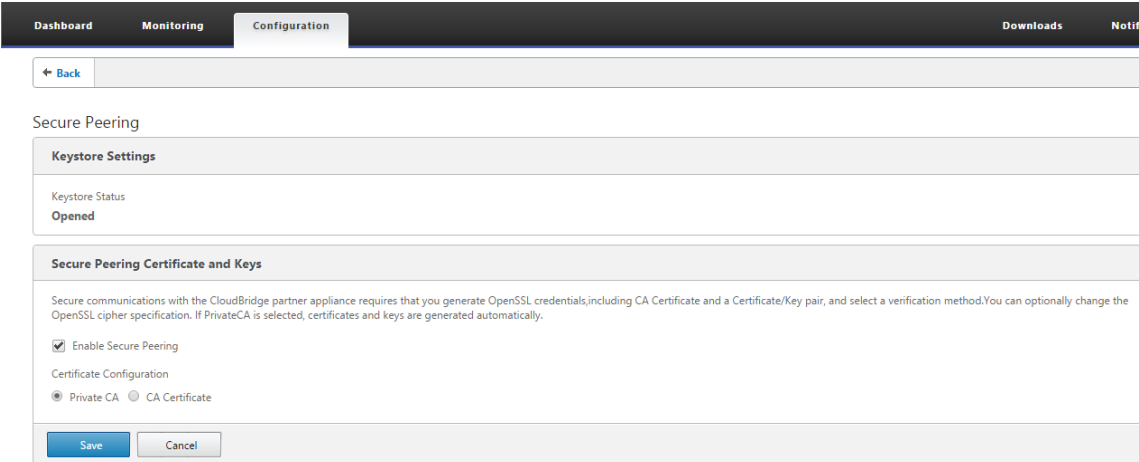 Dashboard Monitoring Configuration Downloads Notif
Back
Secure Peering
Keystore Settings
Keystore Status
Opened
Secure Peering Certificate and Keys
Secure communications with the CloudBridge partner appliance requires that you generate OpenSSL credentials,including CA Certificate and a Certificate/Key pair, and select a verification method.You can optionally change the
OpenSSL cipher specification. If PrivateCA is selected, certificates and keys are generated automatically.
Enable Secure Peering
Certificate Configuration
Private CA CA Certificate
Save Cancel